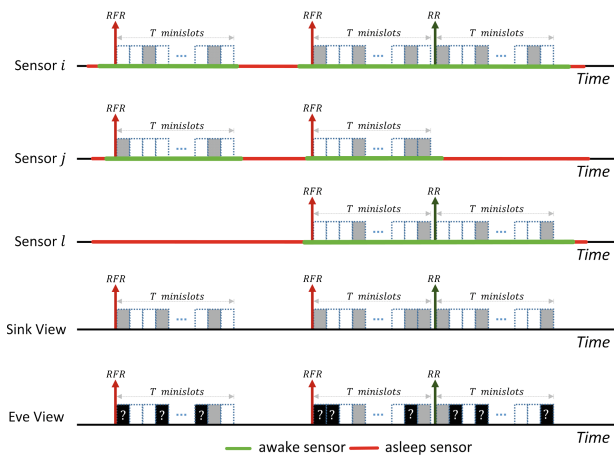 RFR
T minislots
Sensor i
...
Time
RFR
T minislots
...
RR
T minislots
...
RFR
T minislots
Sensor j
...
Time
RFR
T minislots
...
Sensor l
Time
RFR
T minislots
...
RR
T minislots
...
RFR
T minislots
Sink View
...
Time
RFR
T minislots
...
RR
T minislots
...
RFR
T minislots
Eve View
? ? ... ?
Time
RFR
T minislots
? ? ... ?
RR
T minislots
? ? ... ?
awake sensor
asleep sensor